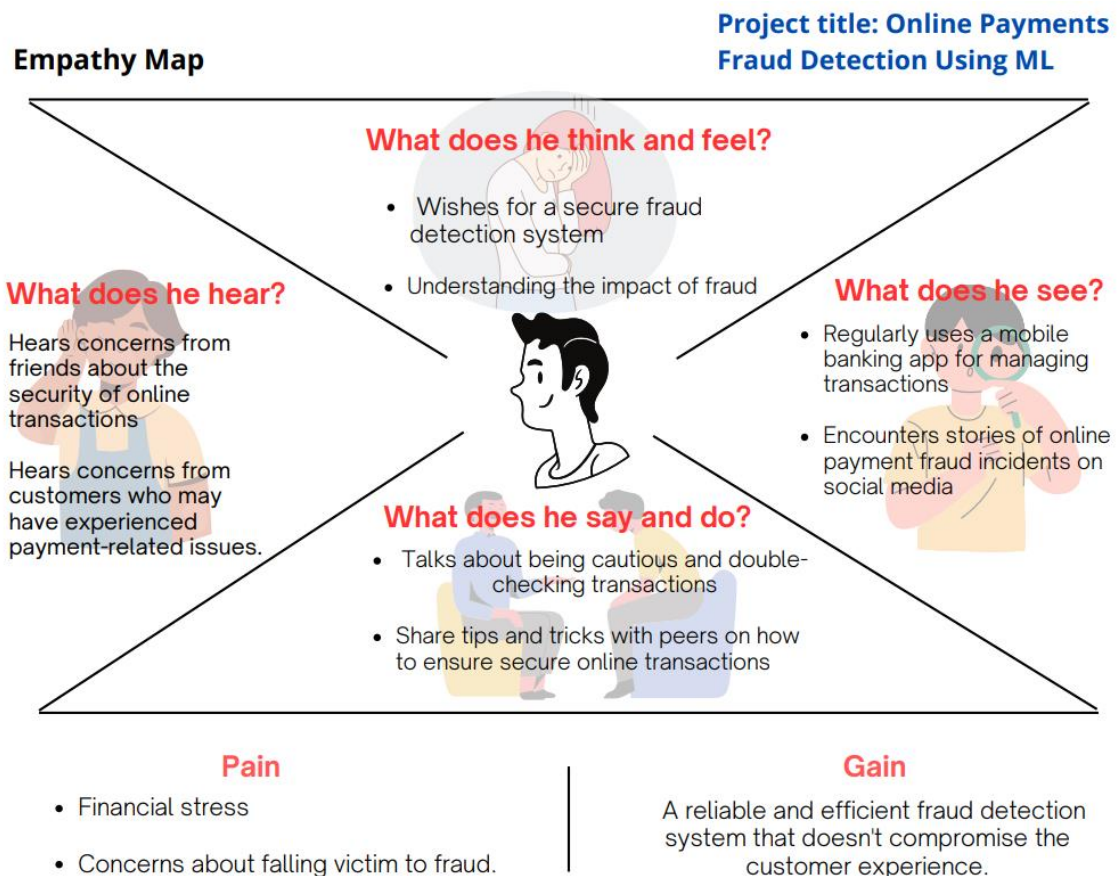 Empathy Map
Project title: Online Payments
Fraud Detection Using ML
What does he think and feel?
• Wishes for a secure fraud
detection system
• Understanding the impact of fraud
What does he hear?
Hears concerns from
friends about the
security of online
transactions
Hears concerns from
customers who may
have experienced
payment-related issues.
What does he see?
• Regularly uses a mobile
banking app for managing
transactions
• Encounters stories of online
payment fraud incidents on
social media
What does he say and do?
• Talks about being cautious and double-
checking transactions
• Share tips and tricks with peers on how
to ensure secure online transactions
Pain
• Financial stress
• Concerns about falling victim to fraud.
Gain
A reliable and efficient fraud detection
system that doesn't compromise the
customer experience.